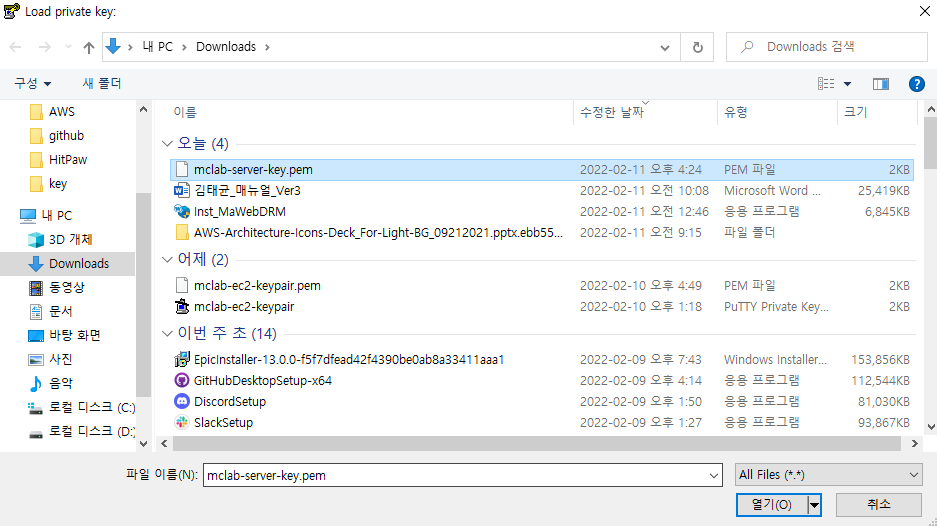 Load private key:
내 PC > Downloads >
Downloads 검색
구성
새 폴더
AWS
github
HitPaw
key
내 PC
3D 개체
Downloads
동영상
문서
바탕 화면
사진
음악
로컬 디스크 (C:)
로컬 디스크 (D:)
이름 수정한 날짜 유형 크기
오늘 (4)
mclab-server-key.pem 2022-02-11 오후 4:24 PEM 파일 2KB
김태균_매뉴얼_Ver3 2022-02-11 오전 10:08 Microsoft Word ... 25,419KB
Inst_MaWebDRM 2022-02-11 오전 12:46 응용 프로그램 6,845KB
AWS-Architecture-Icons-Deck_For-Light-BG_09212021.pptx.ebb55... 2022-02-11 오전 9:15 파일 폴더
어제 (2)
mclab-ec2-keypair.pem 2022-02-10 오후 4:49 PEM 파일 2KB
mclab-ec2-keypair 2022-02-10 오후 1:18 PuTTY Private Key... 2KB
이번 주 초 (14)
EpicInstaller-13.0.0-f5f7dfead42f4390be0ab8a33411aaa1 2022-02-09 오후 7:43 Windows Installer... 153,856KB
GitHubDesktopSetup-x64 2022-02-09 오후 4:14 응용 프로그램 112,544KB
DiscordSetup 2022-02-09 오후 1:50 응용 프로그램 81,030KB
SlackSetup 2022-02-09 오후 1:27 응용 프로그램 93,867KB
파일 이름(N): mclab-server-key.pem All Files (*.*)
열기(O) 취소